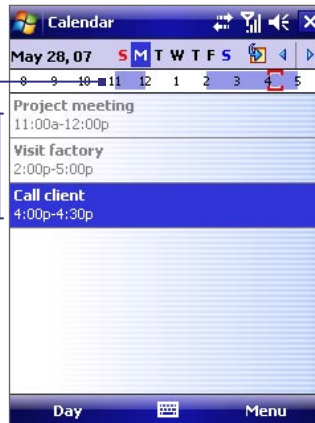 Calendar
May 28, 07 S M T W T F S
8 9 10 11 12 1 2 3 4 5
Project meeting
11:00a-12:00p
Visit factory
2:00p-5:00p
Call client
4:00p-4:30p
Day Menu